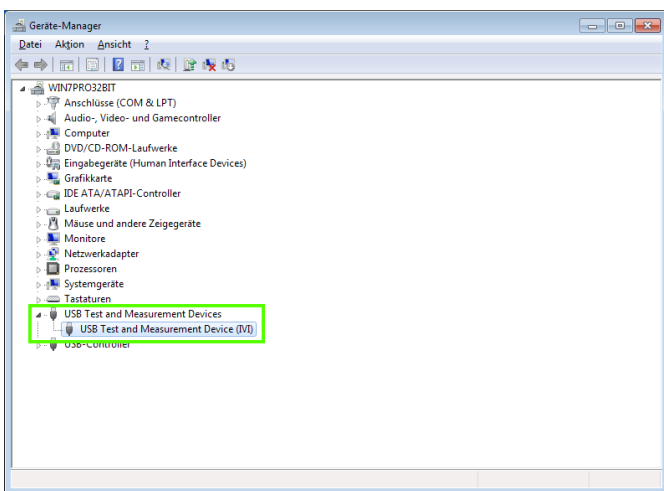 Geräte-Manager
Datei Aktion Ansicht ?
WIN7PRO32BIT
Anschlüsse (COM & LPT)
Audio-, Video- und Gamecontroller
Computer
DVD/CD-ROM-Laufwerke
Eingabegeräte (Human Interface Devices)
Grafikkarte
IDE ATA/ATAPI-Controller
Laufwerke
Mäuse und andere Zeigegeräte
Monitore
Netzwerkadapter
Prozessoren
Systemgeräte
Tastaturen
USB Test and Measurement Devices
USB Test and Measurement Device (IVI)
USB-Controller